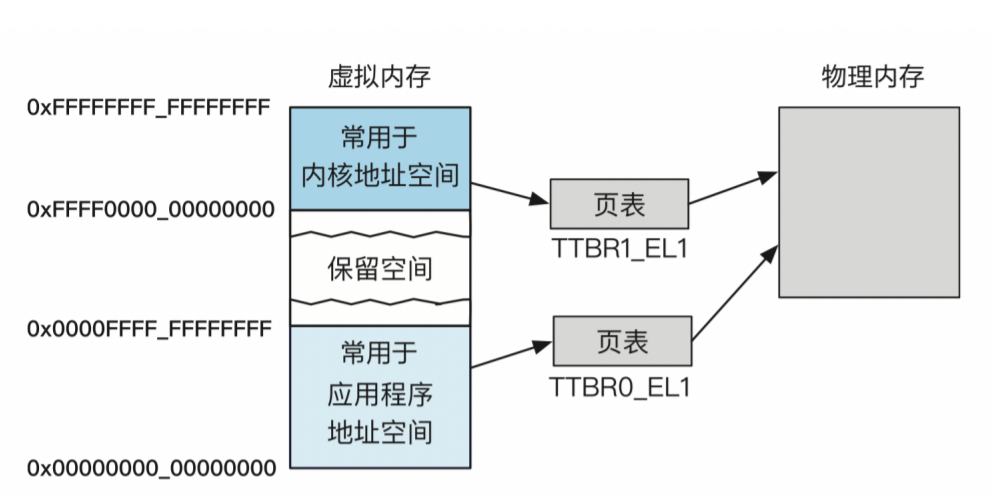 虚拟内存
物理内存
0xFFFFFFFF_FFFFFFFF
常用于
内核地址空间
页表
0xFFFF0000_00000000
TTBR1_EL1
保留空间
0x0000FFFF_FFFFFFFF
常用于
页表
应用程序
TTBR0_EL1
地址空间
0x00000000_00000000